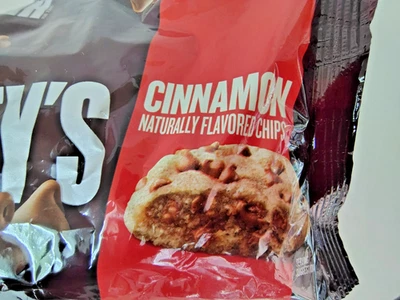 Y'S
CINNAMON
NATURALLY FLAVORED CHIPS